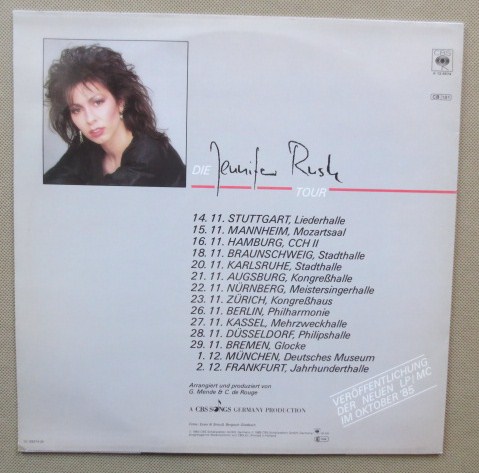 CBS
DIE Jennifer Rush
TOUR
14. 11. STUTTGART, Liederhalle
15. 11. MANNHEIM, Mozartsaal
16. 11. HAMBURG, CCH II
18. 11. BRAUNSCHWEIG, Stadthalle
20. 11. KARLSRUHE, Stadthalle
21. 11. AUGSBURG, Kongreßhalle
22. 11. NÜRNBERG, Meistersingerhalle
23. 11. ZÜRICH, Kongreßhaus
26. 11. BERLIN, Philharmonie
27. 11. KASSEL, Mehrzweckhalle
28. 11. DÜSSELDORF, Philipshalle
29. 11. BREMEN, Glocke
1. 12. MÜNCHEN, Deutsches Museum
2. 12. FRANKFURT, Jahrhunderthalle
Arrangiert und produziert von
G. Mende & C. de Rouge
A CBS SONGS GERMANY PRODUCTION
VERÖFFENTLICHUNG
DER NEUEN LP/MC
IM OKTOBER '85